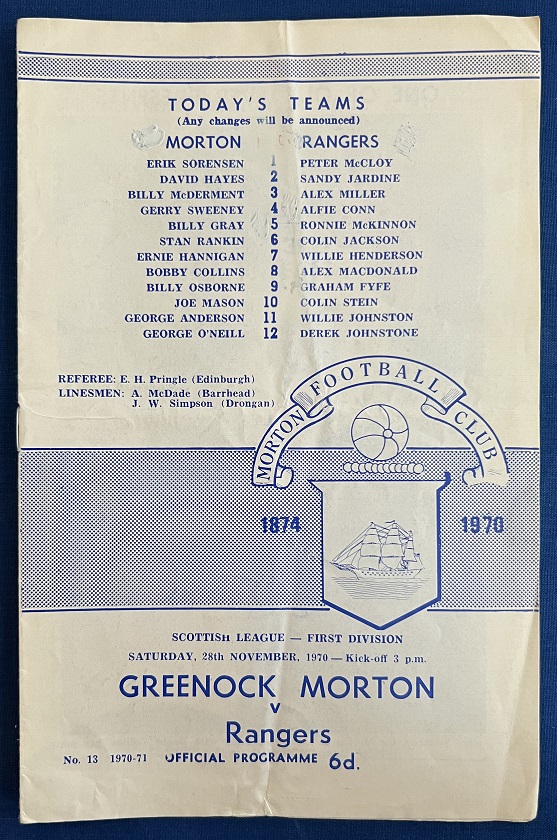 TODAY'S TEAMS
(Any changes will be announced)
MORTON RANGERS
ERIK SORENSEN 1 PETER McCLOY
DAVID HAYES 2 SANDY JARDINE
BILLY McDERMENT 3 ALEX MILLER
GERRY SWEENEY 4 ALFIE CONN
BILLY GRAY 5 RONNIE McKINNON
STAN RANKIN 6 COLIN JACKSON
ERNIE HANNIGAN 7 WILLIE HENDERSON
BOBBY COLLINS 8 ALEX MACDONALD
BILLY OSBORNE 9 GRAHAM FYFE
JOE MASON 10 COLIN STEIN
GEORGE ANDERSON 11 WILLIE JOHNSTON
GEORGE O'NEILL 12 DEREK JOHNSTONE
REFEREE: E. H. Pringle (Edinburgh)
LINESMEN: A. McDade (Barrhead)
J. W. Simpson (Drongan)
MORTON FOOTBALL CLUB
1874 1970
SCOTTISH LEAGUE — FIRST DIVISION
SATURDAY, 28th NOVEMBER, 1970 — Kick-off 3 p.m.
GREENOCK MORTON
v
Rangers
No. 13 1970-71 OFFICIAL PROGRAMME 6d.